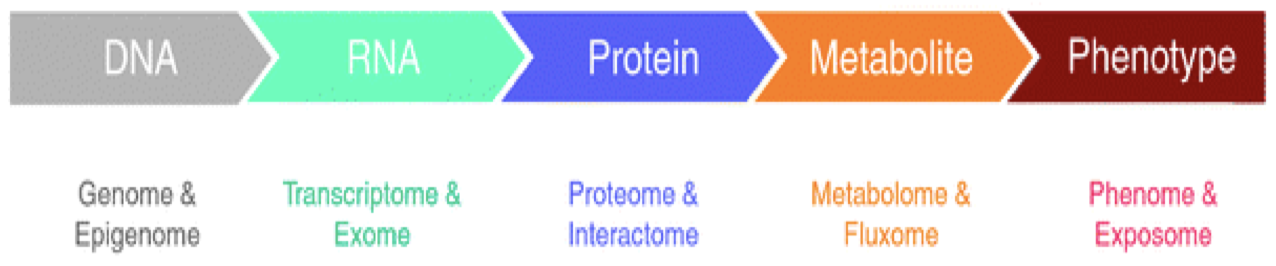 DNA
RNA
Protein
Metabolite
Phenotype
Genome &
Epigenome
Transcriptome &
Exome
Proteome &
Interactome
Metabolome &
Fluxome
Phenome &
Exposome